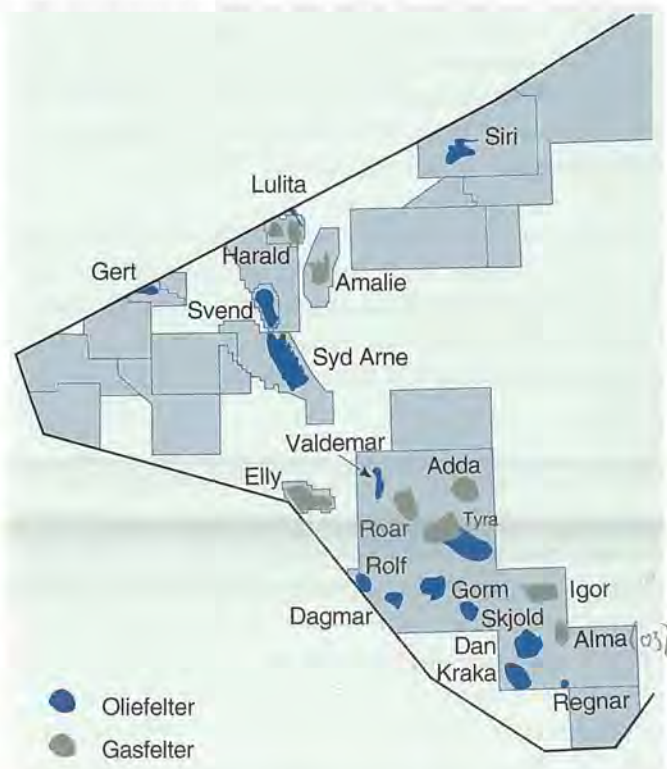 Siri
Lulita
Harald
Amalie
Gert
Svend
Syd Arne
Valdemar
Adda
Elly
Roar
Tyra
Rolf
Gorm
Igor
Dagmar
Skjold
Dan
Alma (03)
Kraka
Regnar
Oliefelter
Gasfelter